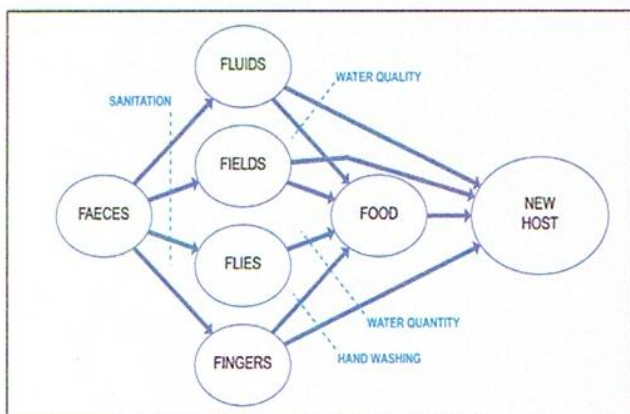 FLUIDS
WATER QUALITY
SANITATION
FIELDS
FAECES
FOOD
NEW
HOST
FLIES
WATER QUANTITY
HAND WASHING
FINGERS